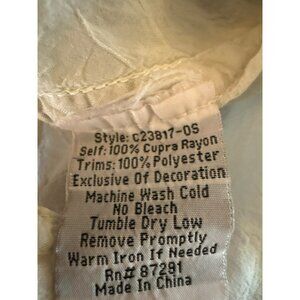 Style: C23817-OS
Self: 100% Cupra Rayon
Trims: 100% Polyester
Exclusive Of Decoration
Machine Wash Cold
No Bleach
Tumble Dry Low
Remove Promptly
Warm Iron If Needed
Rn# 87291
Made In China